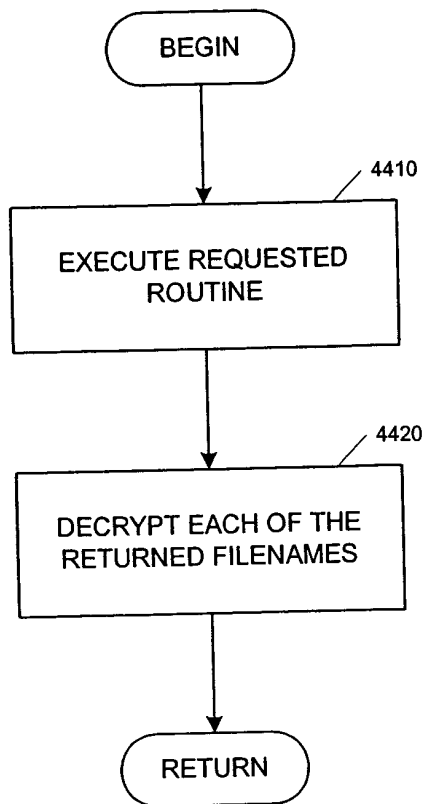 BEGIN
4410
EXECUTE REQUESTED
ROUTINE
4420
DECRYPT EACH OF THE
RETURNED FILENAMES
RETURN